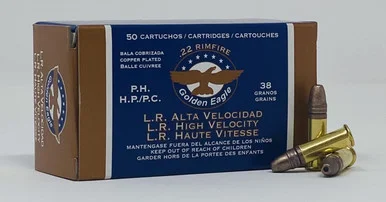 50 CARTUCHOS/CARTRIDGES/CARTOUCHES
BALA COBRIZADA
COPPER PLATED
BALLE CUIVREE
.22 RIMFIRE
Golden Eagle
P.H.
H.P./P.C.
38
GRANOS
GRAINS
L.R. ALTA VELOCIDAD
L.R. HIGH VELOCITY
L.R. HAUTE VITESSE
MANTENGASE FUERA DEL ALCANCE DE LOS NIÑOS
KEEP OUT OF REACH OF CHILDREN
GARDER HORS DE LA PORTÉE DES ENFANTS